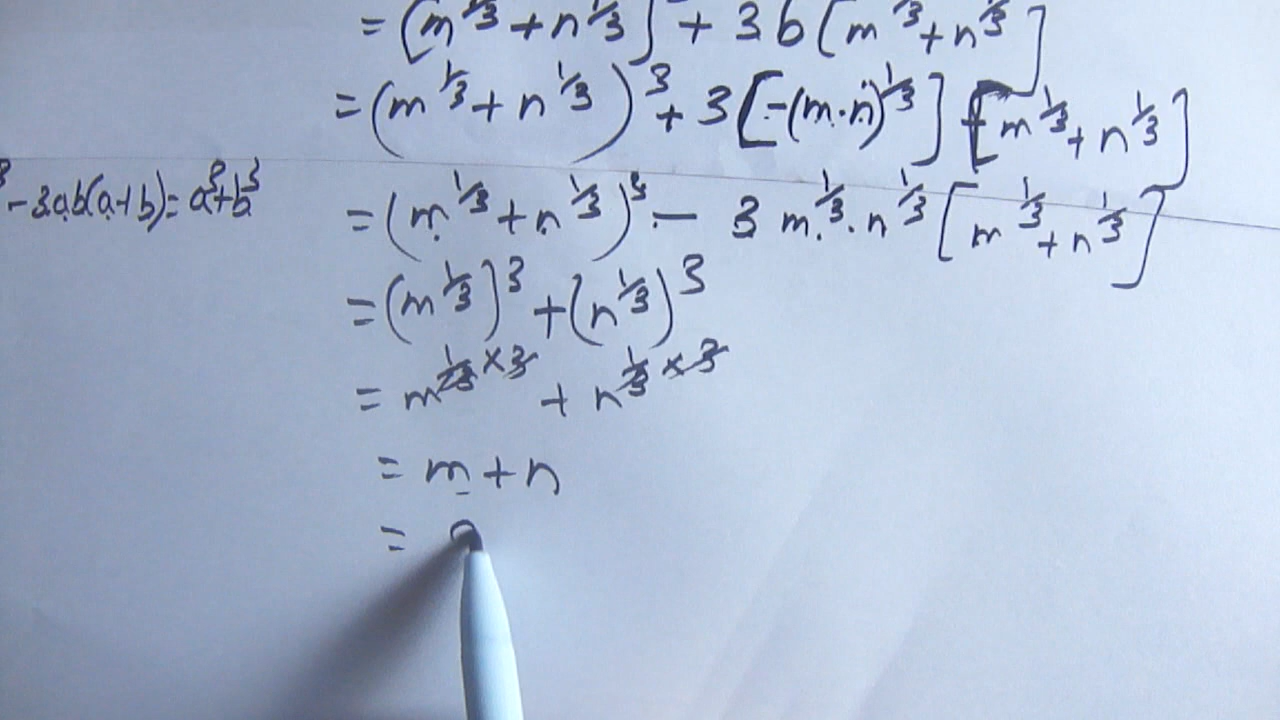 = (m^1/3 + n^1/3] + 3b[m^1/3 + n^1/3]
= (m^1/3 + n^1/3)^3 + 3[-(m·n)^1/3] [m^1/3 + n^1/3]
- 3ab(a+b) = a^3+b^3
= (m^1/3 + n^1/3)^3 - 3 m^1/3 · n^1/3 [m^1/3 + n^1/3]
= (m^1/3)^3 + (n^1/3)^3
= m^1/3 × 3 + n^1/3 × 3
= m + n
=